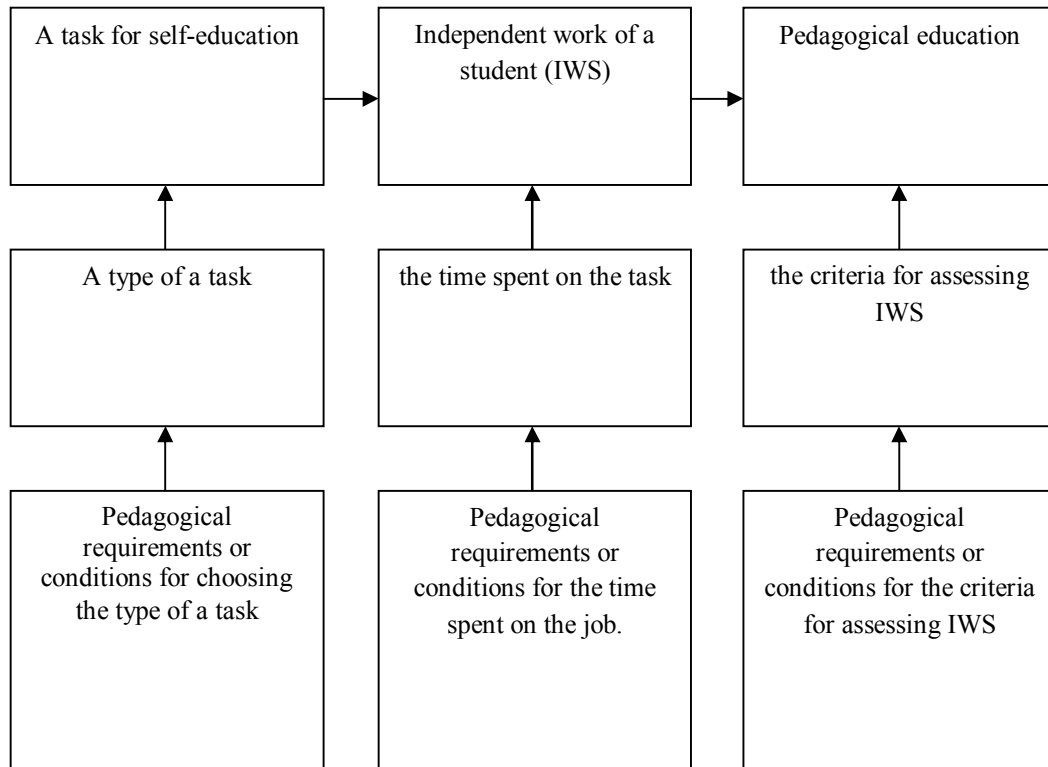 A task for self-education
Independent work of a
student (IWS)
Pedagogical education
A type of a task
the time spent on the task
the criteria for assessing
IWS
Pedagogical
requirements or
conditions for choosing
the type of a task
Pedagogical
requirements or
conditions for the time
spent on the job.
Pedagogical
requirements or
conditions for the criteria
for assessing IWS